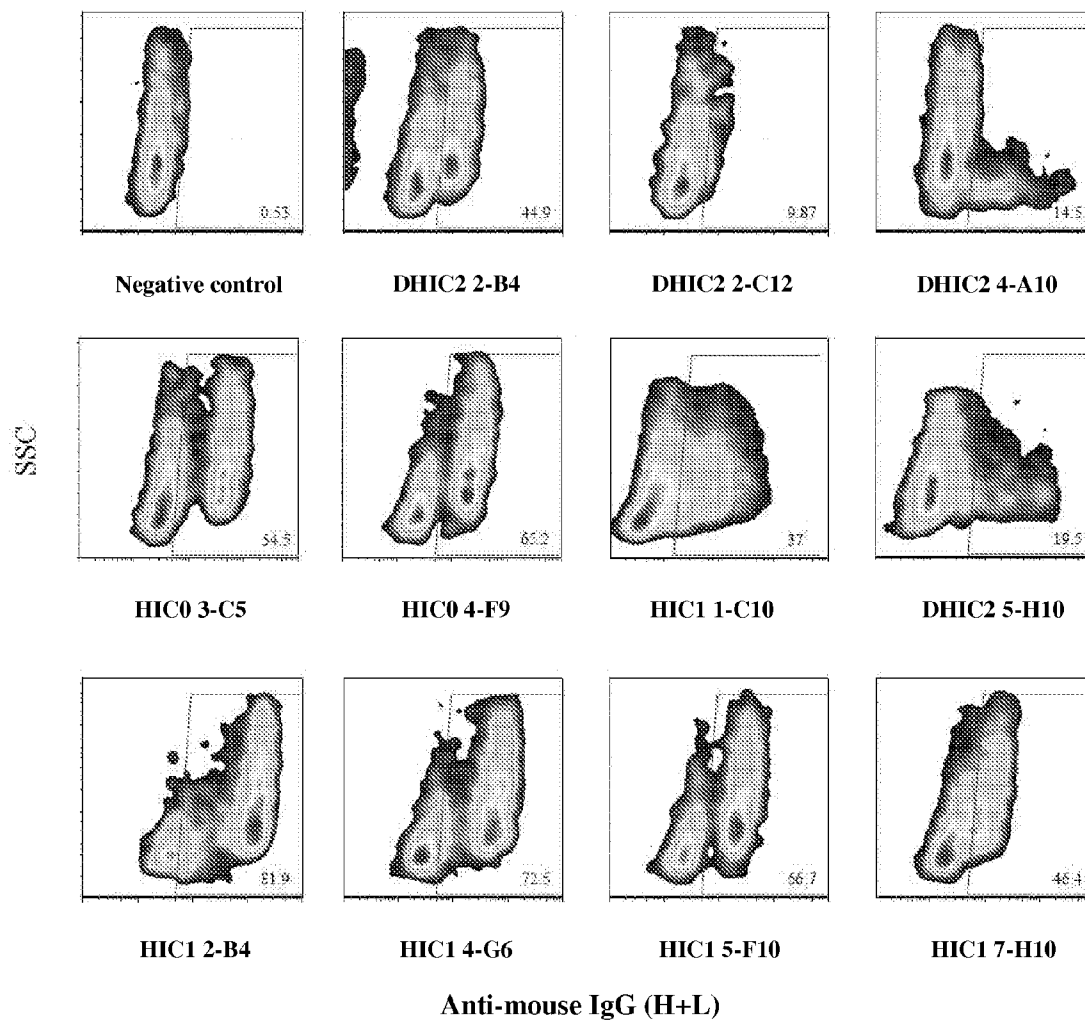 0.53 44.9 9.87 14.5
Negative control DHIC2 2-B4 DHIC2 2-C12 DHIC2 4-A10
SSC
54.5 65.2 37 19.5
HIC0 3-C5 HIC0 4-F9 HIC1 1-C10 DHIC2 5-H10
81.9 72.5 66.7 46.4
HIC1 2-B4 HIC1 4-G6 HIC1 5-F10 HIC1 7-H10
Anti-mouse IgG (H+L)